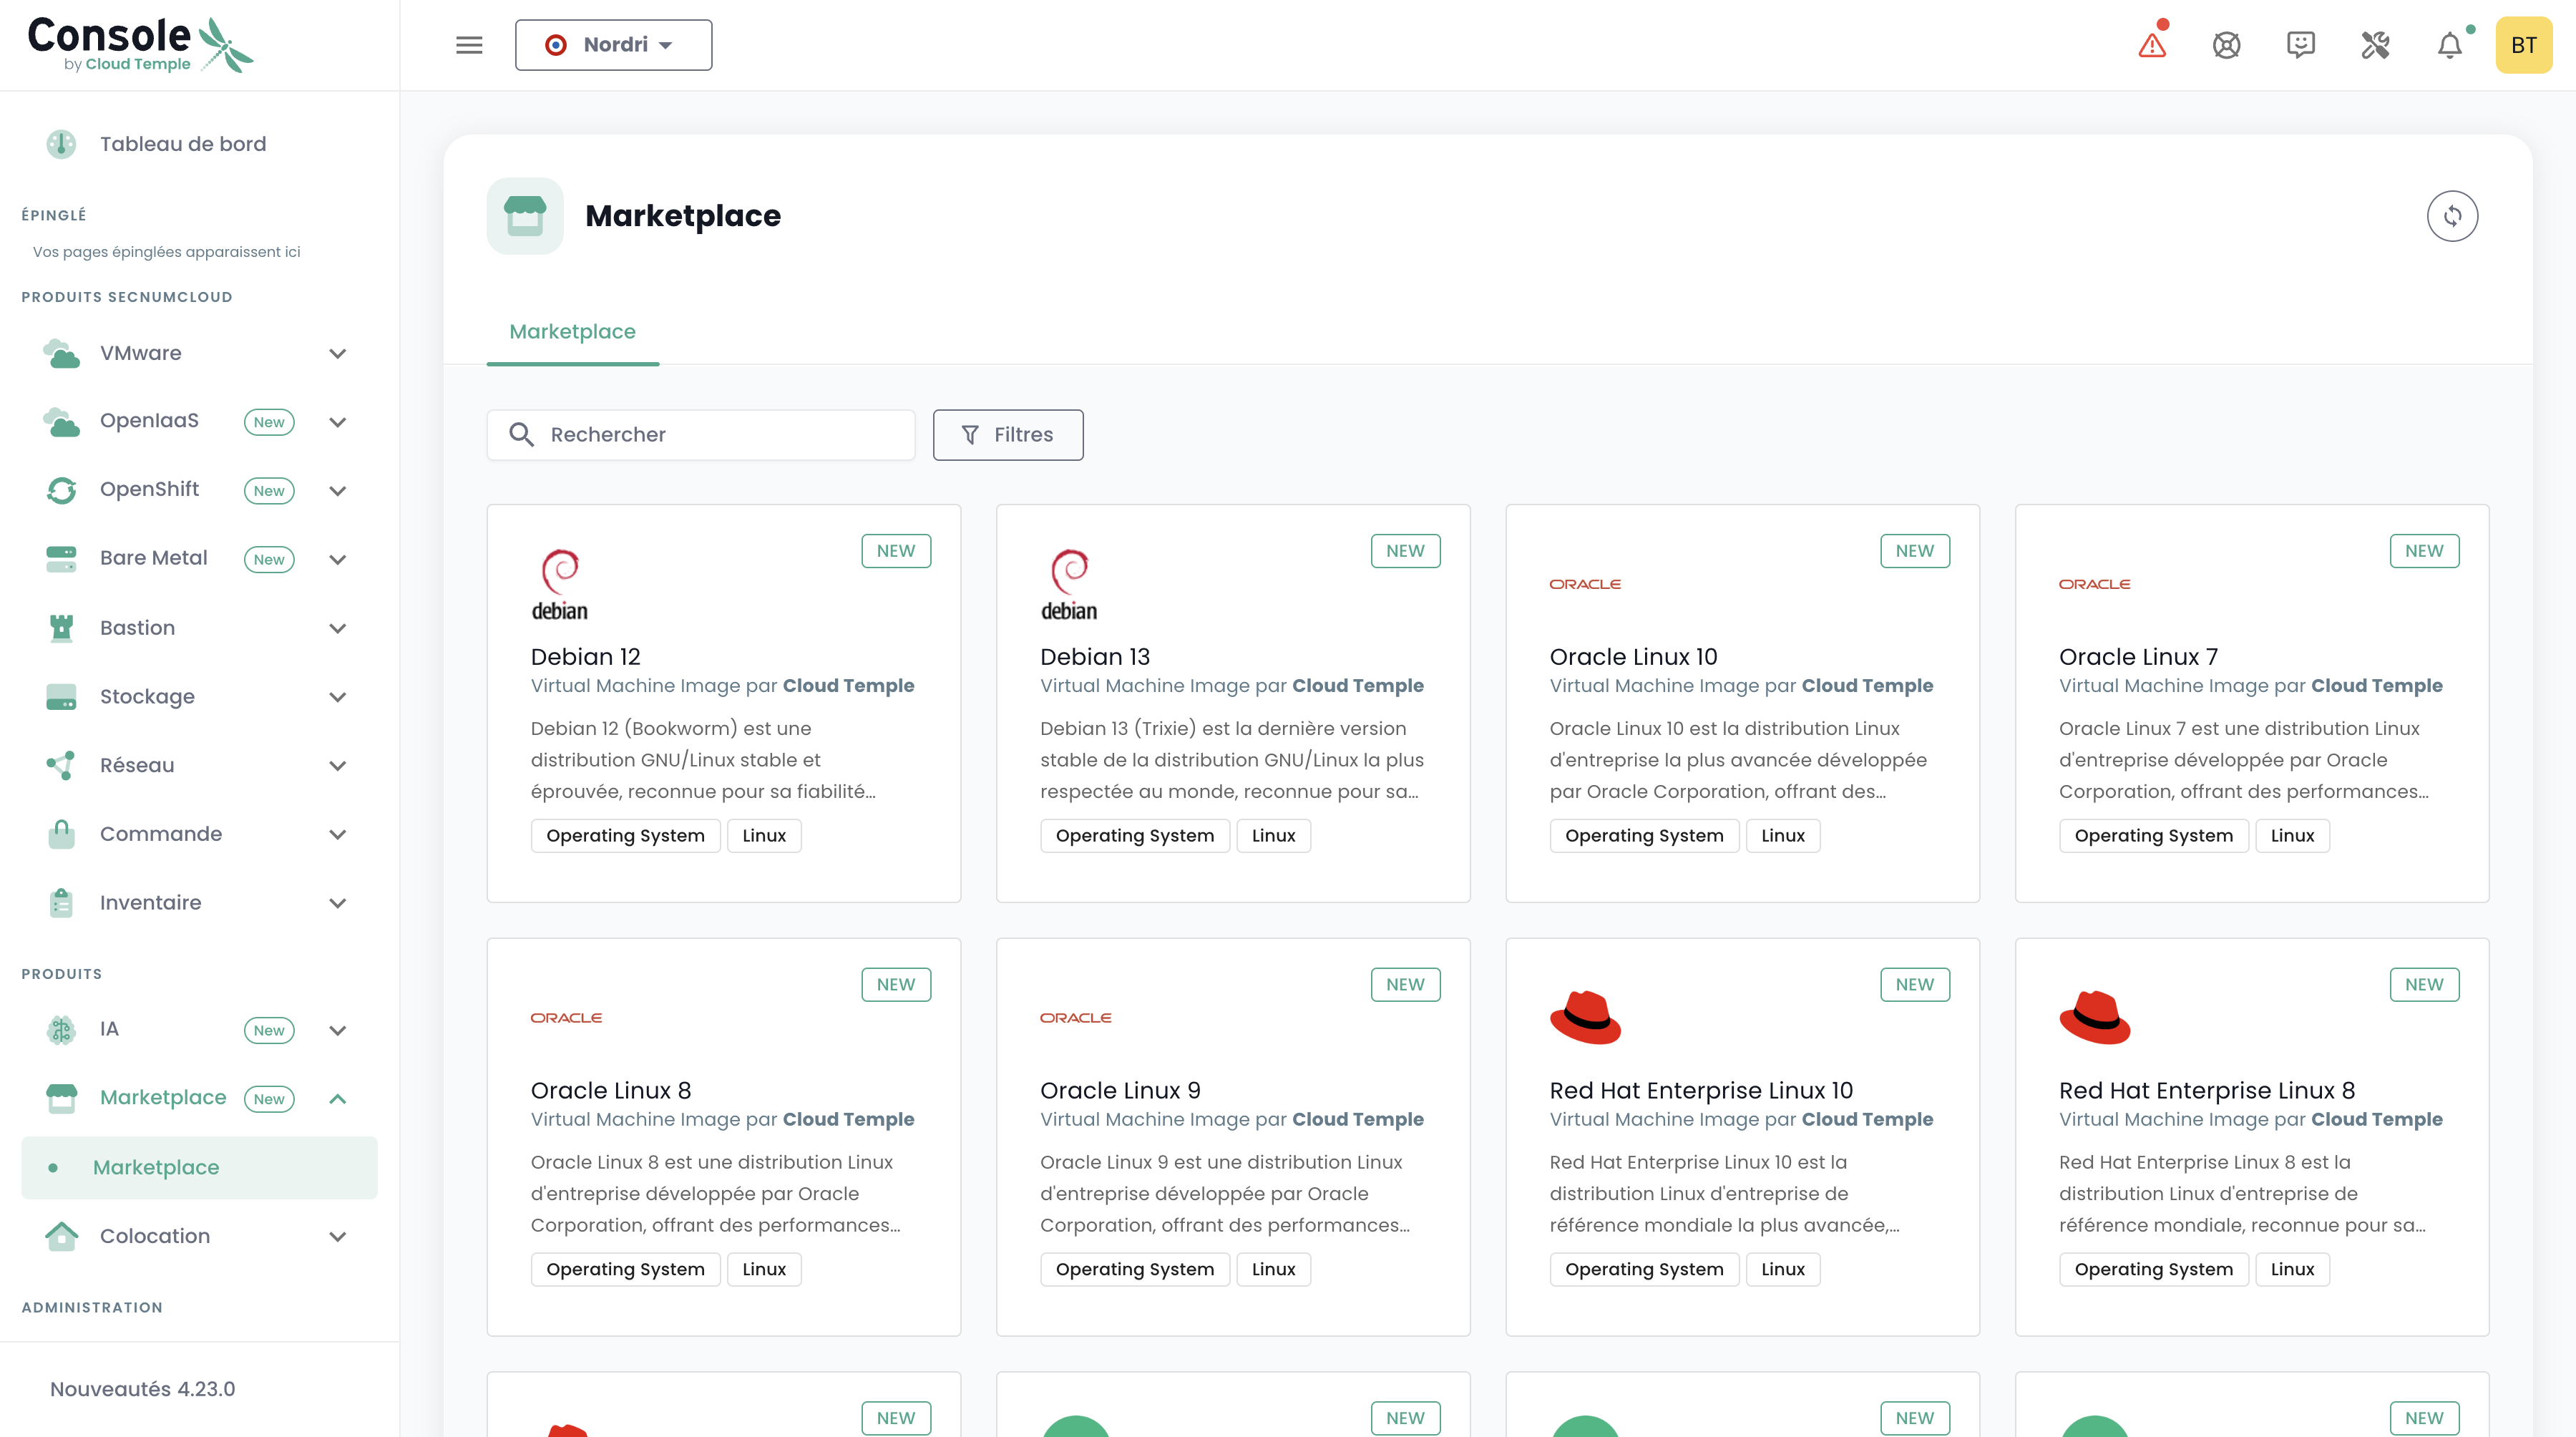 Console
by Cloud Temple
Nordri
BT
Tableau de bord
ÉPINGLÉ
Vos pages épinglées apparaissent ici
PRODUITS SECNUMCLOUD
VMware
OpenIaaS New
OpenShift New
Bare Metal New
Bastion
Stockage
Réseau
Commande
Inventaire
PRODUITS
IA New
Marketplace New
Marketplace
Colocation
ADMINISTRATION
Nouveautés 4.23.0
Marketplace
Marketplace
Rechercher
Filtres
NEW
debian
Debian 12
Virtual Machine Image par Cloud Temple
Debian 12 (Bookworm) est une
distribution GNU/Linux stable et
éprouvée, reconnue pour sa fiabilité...
Operating System Linux
NEW
debian
Debian 13
Virtual Machine Image par Cloud Temple
Debian 13 (Trixie) est la dernière version
stable de la distribution GNU/Linux la plus
respectée au monde, reconnue pour sa...
Operating System Linux
NEW
ORACLE
Oracle Linux 10
Virtual Machine Image par Cloud Temple
Oracle Linux 10 est la distribution Linux
d'entreprise la plus avancée développée
par Oracle Corporation, offrant des...
Operating System Linux
NEW
ORACLE
Oracle Linux 7
Virtual Machine Image par Cloud Temple
Oracle Linux 7 est une distribution Linux
d'entreprise développée par Oracle
Corporation, offrant des performances...
Operating System Linux
NEW
ORACLE
Oracle Linux 8
Virtual Machine Image par Cloud Temple
Oracle Linux 8 est une distribution Linux
d'entreprise développée par Oracle
Corporation, offrant des performances...
Operating System Linux
NEW
ORACLE
Oracle Linux 9
Virtual Machine Image par Cloud Temple
Oracle Linux 9 est une distribution Linux
d'entreprise développée par Oracle
Corporation, offrant des performances...
Operating System Linux
NEW
Red Hat Enterprise Linux 10
Virtual Machine Image par Cloud Temple
Red Hat Enterprise Linux 10 est la
distribution Linux d'entreprise de
référence mondiale la plus avancée,...
Operating System Linux
NEW
Red Hat Enterprise Linux 8
Virtual Machine Image par Cloud Temple
Red Hat Enterprise Linux 8 est la
distribution Linux d'entreprise de
référence mondiale, reconnue pour sa...
Operating System Linux
NEW
NEW
NEW
NEW